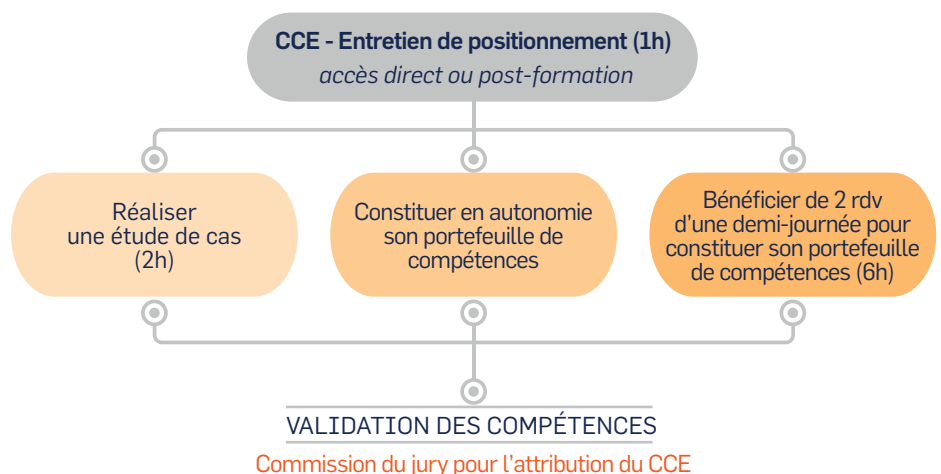 CCE - Entretien de positionnement (1h)
accès direct ou post-formation
Réaliser
une étude de cas
(2h)
Constituer en autonomie
son portefeuille de
compétences
Bénéficier de 2 rdv
d'une demi-journée pour
constituer son portefeuille
de compétences (6h)
VALIDATION DES COMPÉTENCES
Commission du jury pour l'attribution du CCE